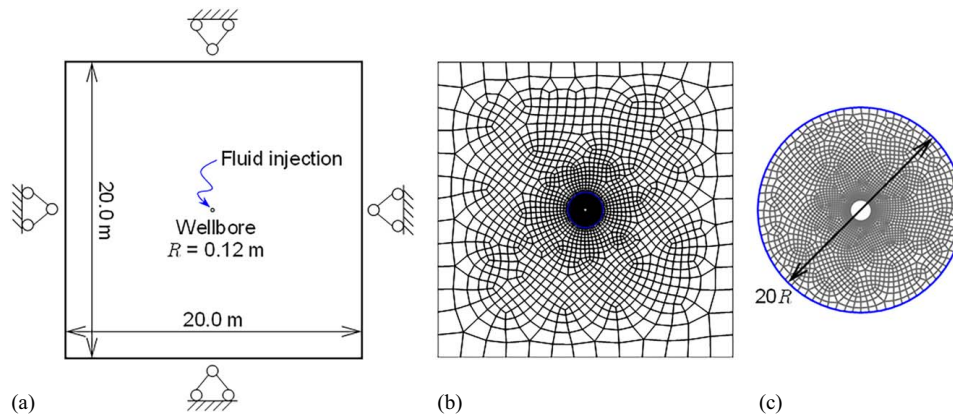 Fluid injection
20.0 m
Wellbore
R = 0.12 m
20.0 m
20R
(a)
(b)
(c)